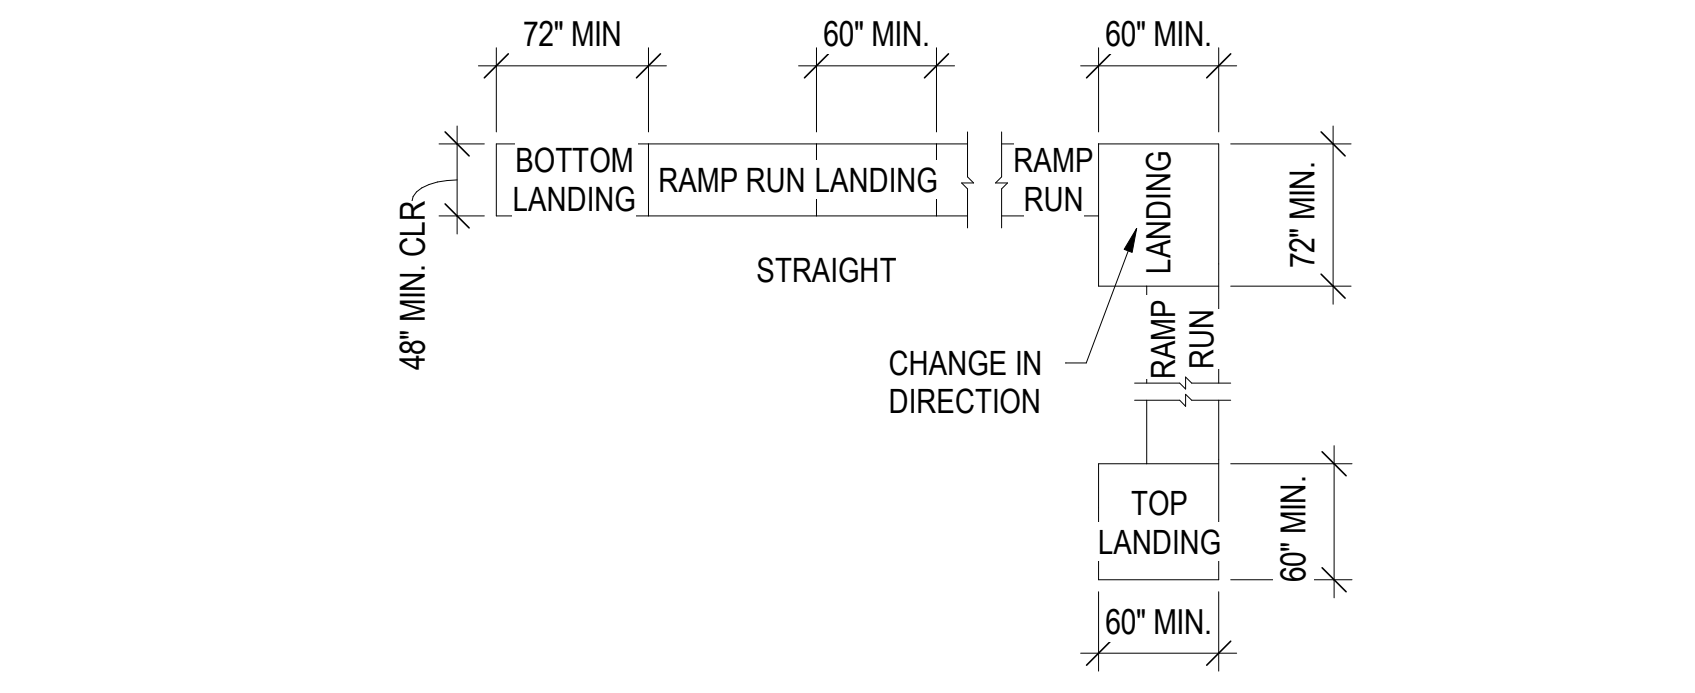 72" MIN
60" MIN.
60" MIN.
BOTTOM
LANDING
RAMP RUN
LANDING
RAMP
RUN
LANDING
72" MIN.
48" MIN. CLR
STRAIGHT
RAMP
RUN
CHANGE IN
DIRECTION
TOP
LANDING
60" MIN.
60" MIN.